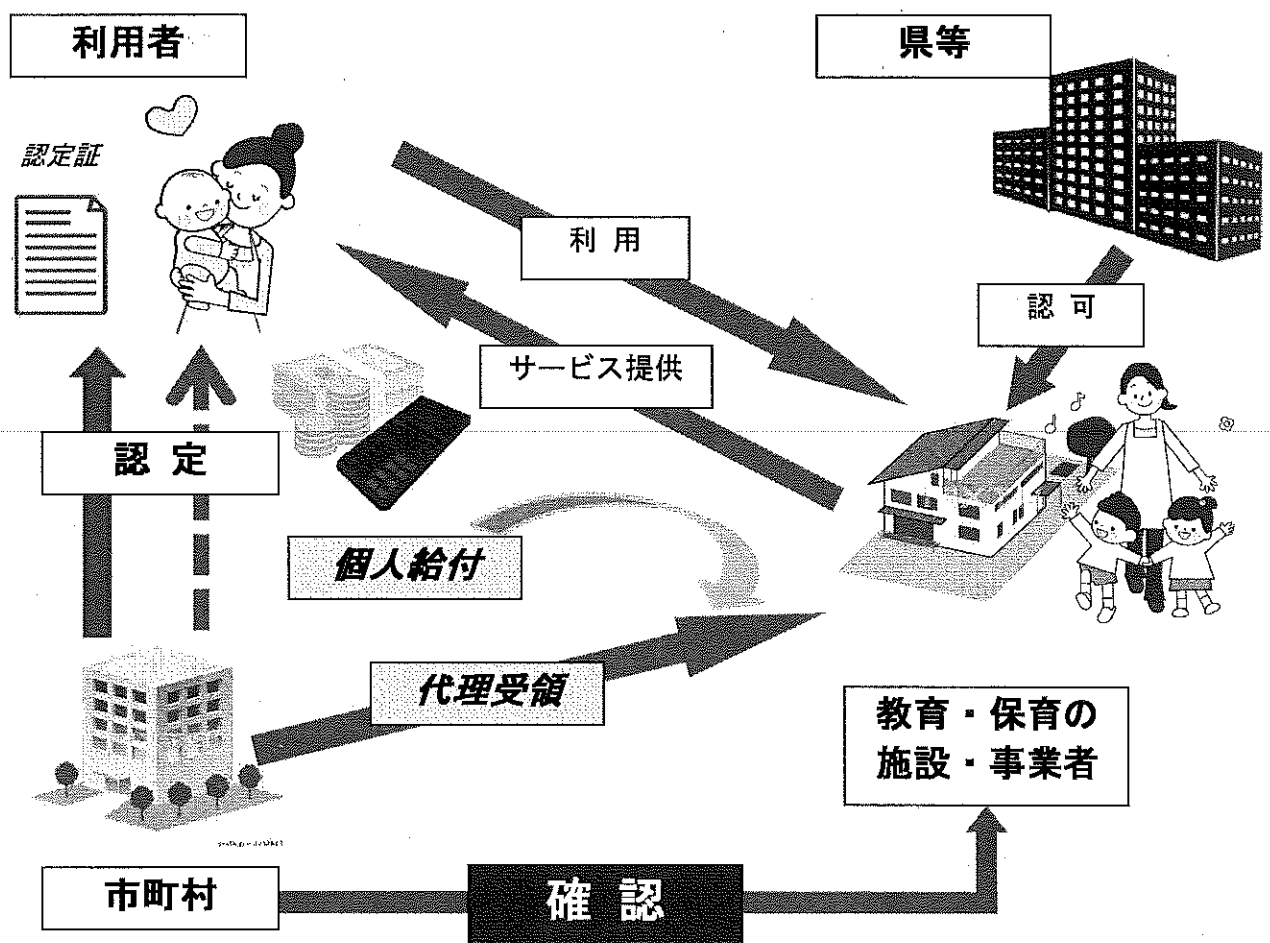 利用者
県等
認定証
利用
認可
サービス提供
認定
個人給付
代理受領
教育・保育の
施設・事業者
市町村
確認